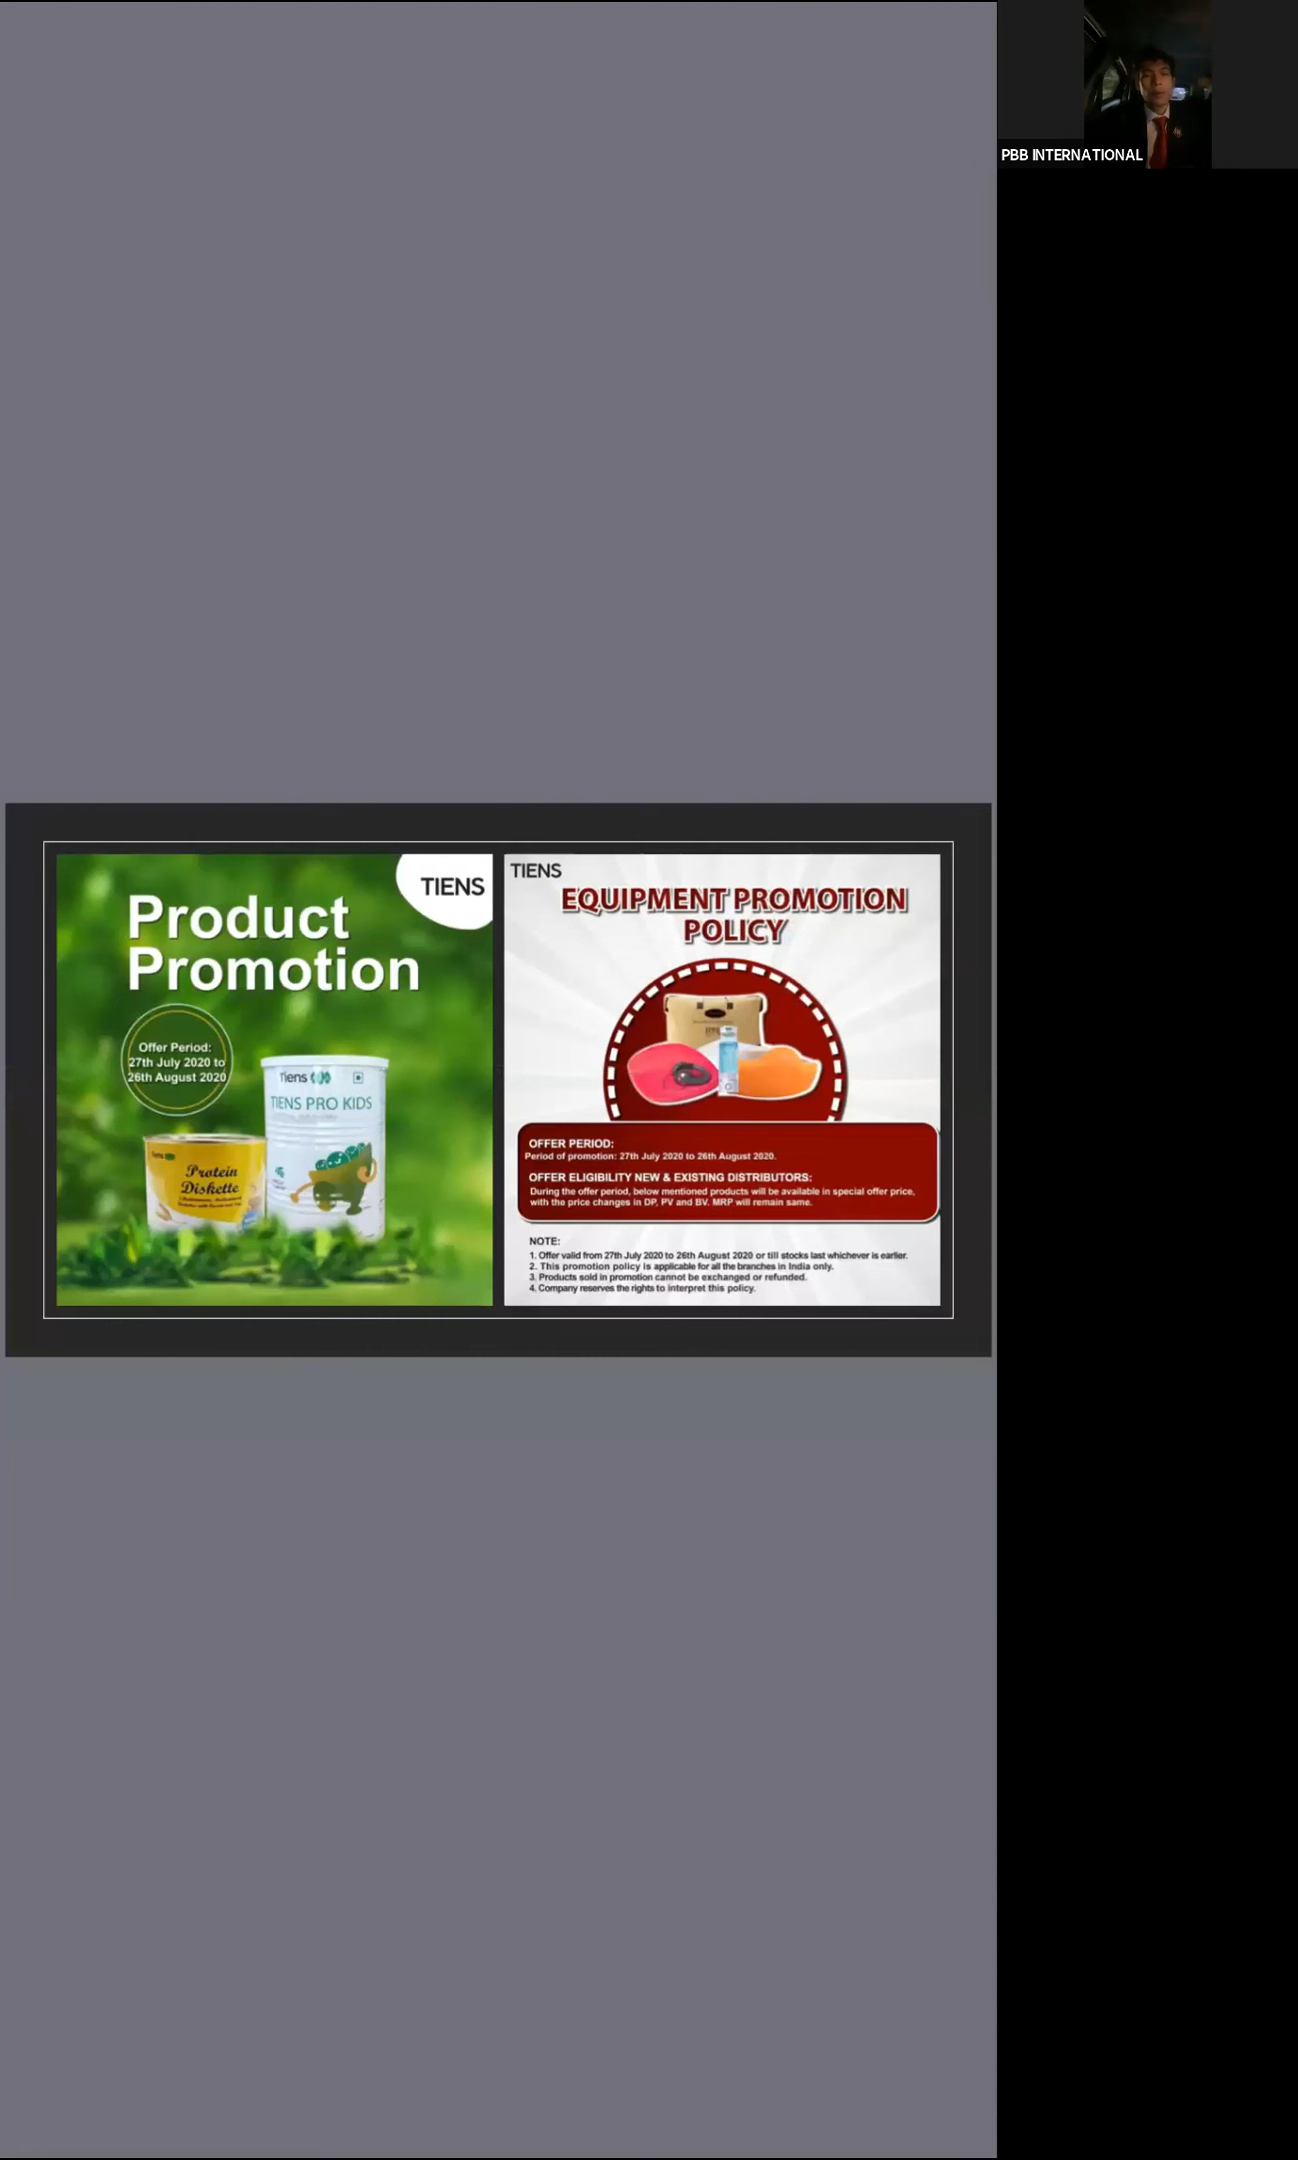 PBB INTERNATIONAL
TIENS
Product
Promotion
Offer Period:
27th July 2020 to
26th August 2020
Tiens
TIENS PRO KIDS
Protein
Diskette
TIENS
EQUIPMENT PROMOTION
POLICY
OFFER PERIOD:
Period of promotion: 27th July 2020 to 26th August 2020.
OFFER ELIGIBILITY NEW & EXISTING DISTRIBUTORS:
During the offer period, below mentioned products will be available in special offer price,
with the price changes in DP, PV and BV. MRP will remain same.
NOTE:
1. Offer valid from 27th July 2020 to 26th August 2020 or till stocks last whichever is earlier.
2. This promotion policy is applicable for all the branches in India only.
3. Products sold in promotion cannot be exchanged or refunded.
4. Company reserves the rights to interpret this policy.